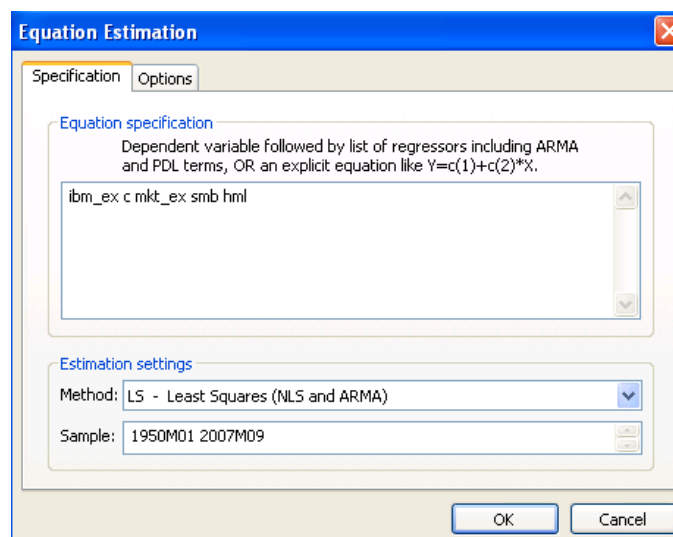 Equation Estimation
Specification
Options
Equation specification
Dependent variable followed by list of regressors including ARMA
and PDL terms, OR an explicit equation like Y=c(1)+c(2)*X.
ibm_ex c mkt_ex smb hml
Estimation settings
Method: LS - Least Squares (NLS and ARMA)
Sample: 1950M01 2007M09
OK
Cancel